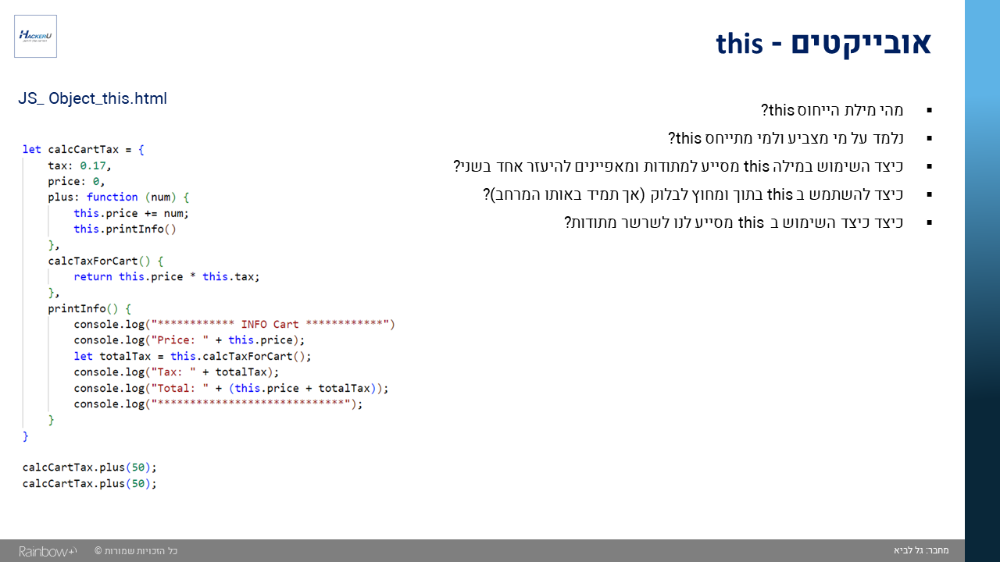 HACKERU
אובייקטים - this
JS_ Object_this.html
▪ מהי מילת הייחוס this?
▪ נלמד על מי מצביע ולמי מתייחס this?
▪ כיצד השימוש במילה this מסייע למתודות ומאפיינים להיעזר אחד בשני?
▪ כיצד להשתמש ב this בתוך ומחוץ לבלוק (אך תמיד באותו המרחב)?
▪ כיצד כיצד השימוש ב this מסייע לנו לשרשר מתודות?
let calcCartTax = {
tax: 0.17,
price: 0,
plus: function (num) {
this.price += num;
this.printInfo()
},
calcTaxForCart() {
return this.price * this.tax;
},
printInfo() {
console.log("************ INFO Cart ************")
console.log("Price: " + this.price);
let totalTax = this.calcTaxForCart();
console.log("Tax: " + totalTax);
console.log("Total: " + (this.price + totalTax));
console.log("*****************************");
}
}
calcCartTax.plus(50);
calcCartTax.plus(50);
מחבר: גל לביא
כל הזכויות שמורות ©
Rainbow+